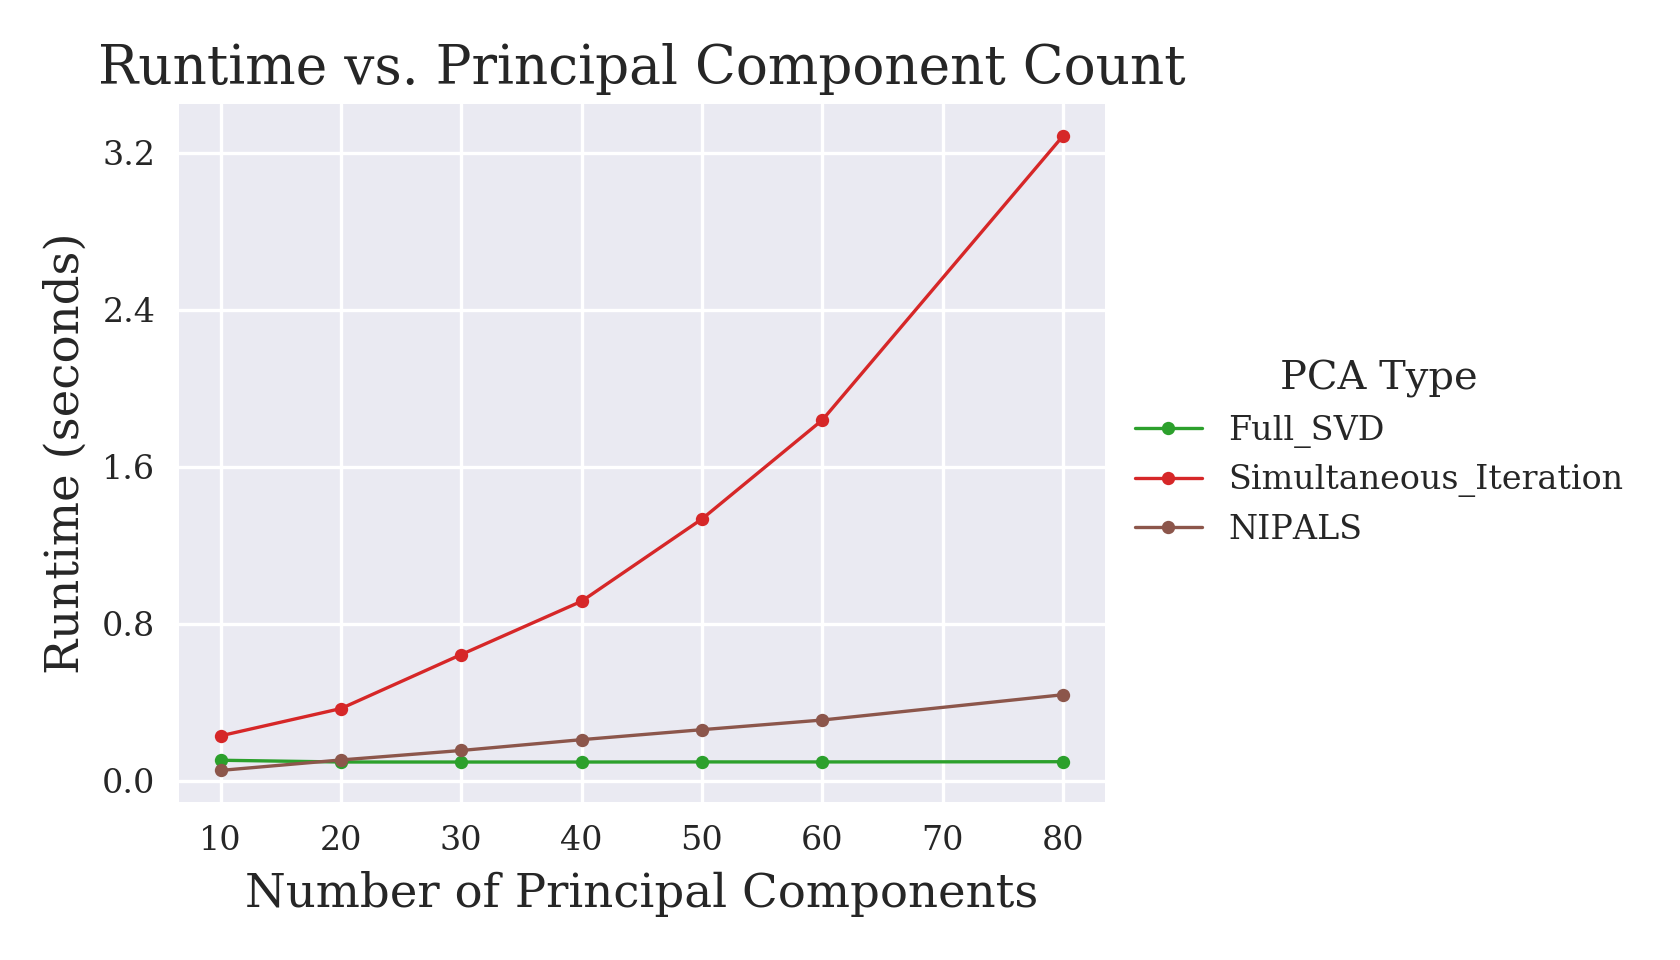 Runtime vs. Principal Component Count
Runtime (seconds)
3.2
2.4
1.6
0.8
0.0
10 20 30 40 50 60 70 80
Number of Principal Components
PCA Type
Full_SVD
Simultaneous_Iteration
NIPALS